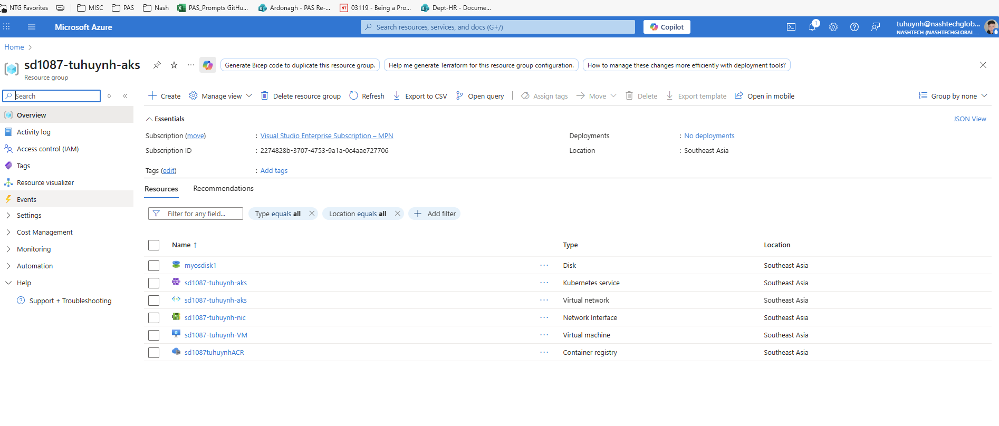 NTG Favorites MISC PAS Nash PAS_Prompts GitHu... Ardonagh - PAS Re-... NT 03119 - Being a Pro... Dept-HR - Docume...
Microsoft Azure Search resources, services, and docs (G+/) Copilot 1 tuhuynh@nashtechglob...
NASHTECH (NASHTECHGLOBAL....
Home
sd1087-tuhuynh-aks Generate Bicep code to duplicate this resource group. Help me generate Terraform for this resource group configuration. How to manage these changes more efficiently with deployment tools?
Resource group
Search Create Manage view Delete resource group Refresh Export to CSV Open query Assign tags Move Delete Export template Open in mobile Group by none
Overview
Activity log
Access control (IAM)
Tags
Resource visualizer
Events
Settings
Cost Management
Monitoring
Automation
Help
Support + Troubleshooting
Essentials JSON View
Subscription (move) : Visual Studio Enterprise Subscription – MPN Deployments : No deployments
Subscription ID : 2274828b-3707-4753-9a1a-0c4aae727706 Location : Southeast Asia
Tags (edit) : Add tags
Resources Recommendations
Filter for any field... Type equals all Location equals all Add filter
Name ↑ Type Location
myosdisk1 ... Disk Southeast Asia
sd1087-tuhuynh-aks ... Kubernetes service Southeast Asia
sd1087-tuhuynh-aks ... Virtual network Southeast Asia
sd1087-tuhuynh-nic ... Network Interface Southeast Asia
sd1087-tuhuynh-VM ... Virtual machine Southeast Asia
sd1087tuhuynhACR ... Container registry Southeast Asia